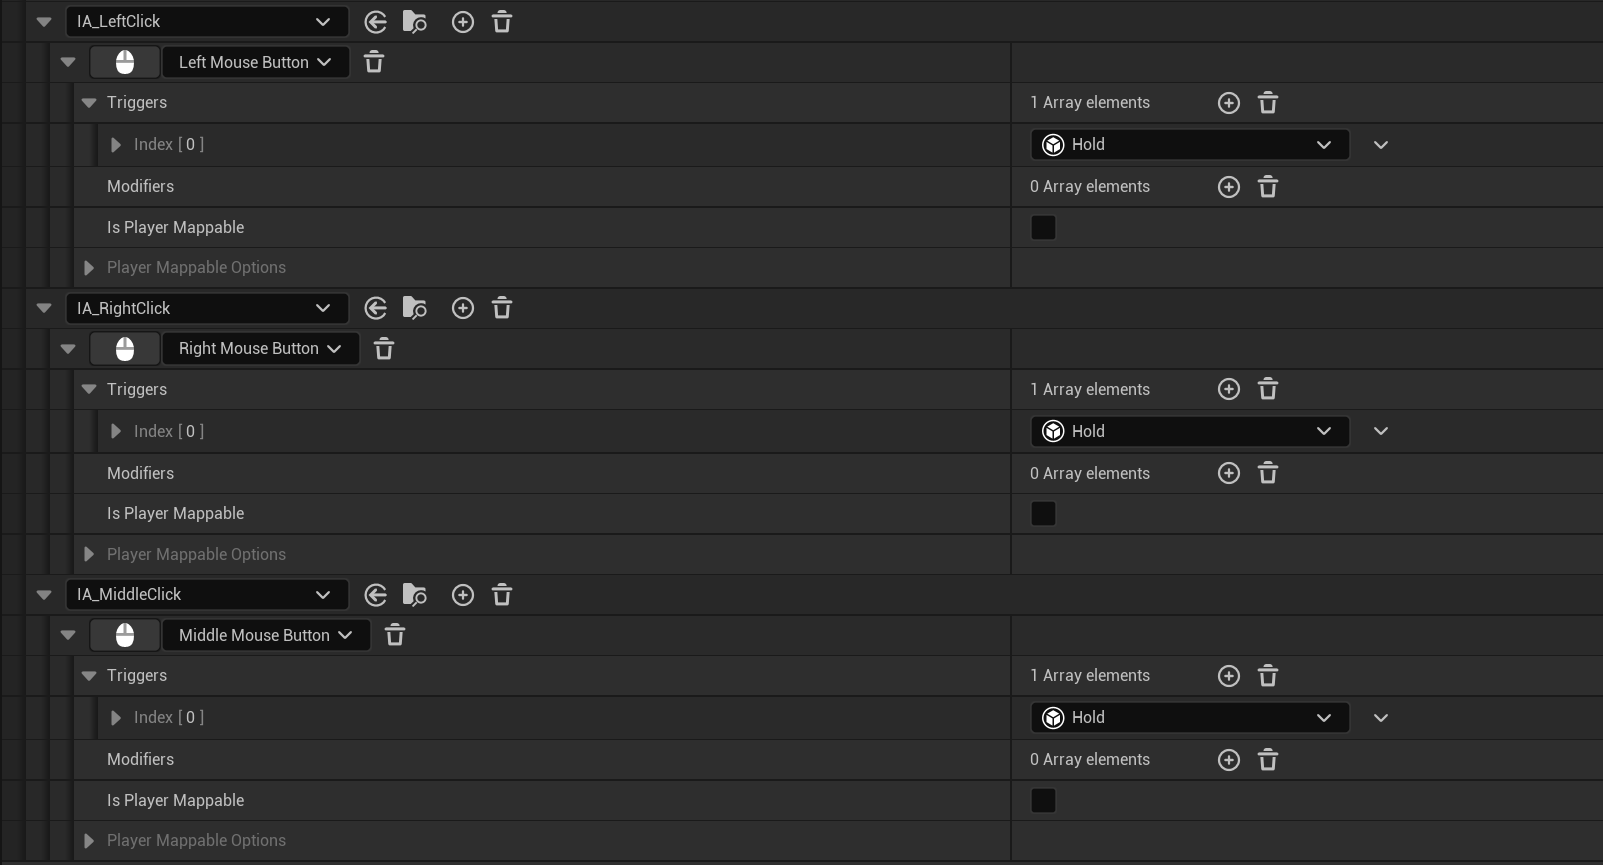 IA_LeftClick
Left Mouse Button
Triggers 1 Array elements
Index [ 0 ] Hold
Modifiers 0 Array elements
Is Player Mappable
Player Mappable Options
IA_RightClick
Right Mouse Button
Triggers 1 Array elements
Index [ 0 ] Hold
Modifiers 0 Array elements
Is Player Mappable
Player Mappable Options
IA_MiddleClick
Middle Mouse Button
Triggers 1 Array elements
Index [ 0 ] Hold
Modifiers 0 Array elements
Is Player Mappable
Player Mappable Options